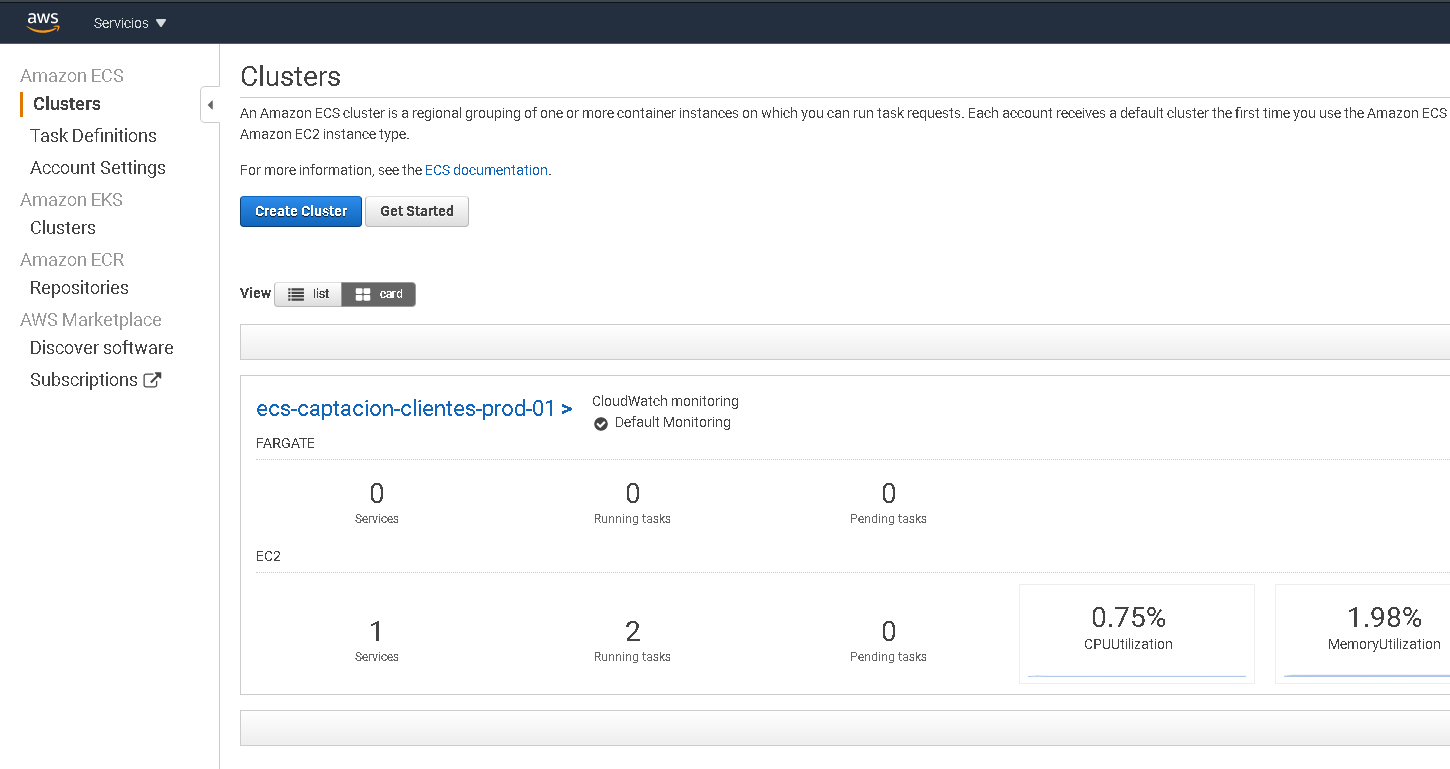 aws
Servicios
Amazon ECS
Clusters
Task Definitions
Account Settings
Amazon EKS
Clusters
Amazon ECR
Repositories
AWS Marketplace
Discover software
Subscriptions
Clusters
An Amazon ECS cluster is a regional grouping of one or more container instances on which you can run task requests. Each account receives a default cluster the first time you use the Amazon ECS
Amazon EC2 instance type.
For more information, see the ECS documentation.
Create Cluster Get Started
View list card
ecs-captacion-clientes-prod-01 >
CloudWatch monitoring
Default Monitoring
FARGATE
0 0 0
Services Running tasks Pending tasks
EC2
1 2 0 0.75% 1.98%
Services Running tasks Pending tasks CPUUtilization MemoryUtilization